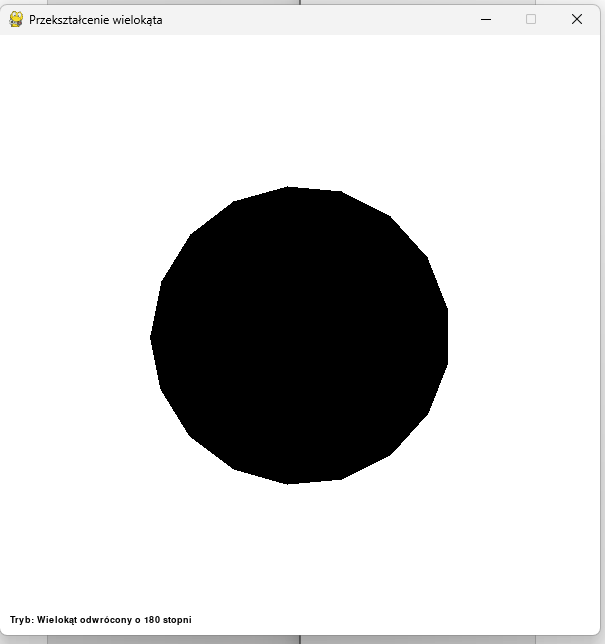 Przekształcenie wielokąta
Tryb: Wielokąt odwrócony o 180 stopni